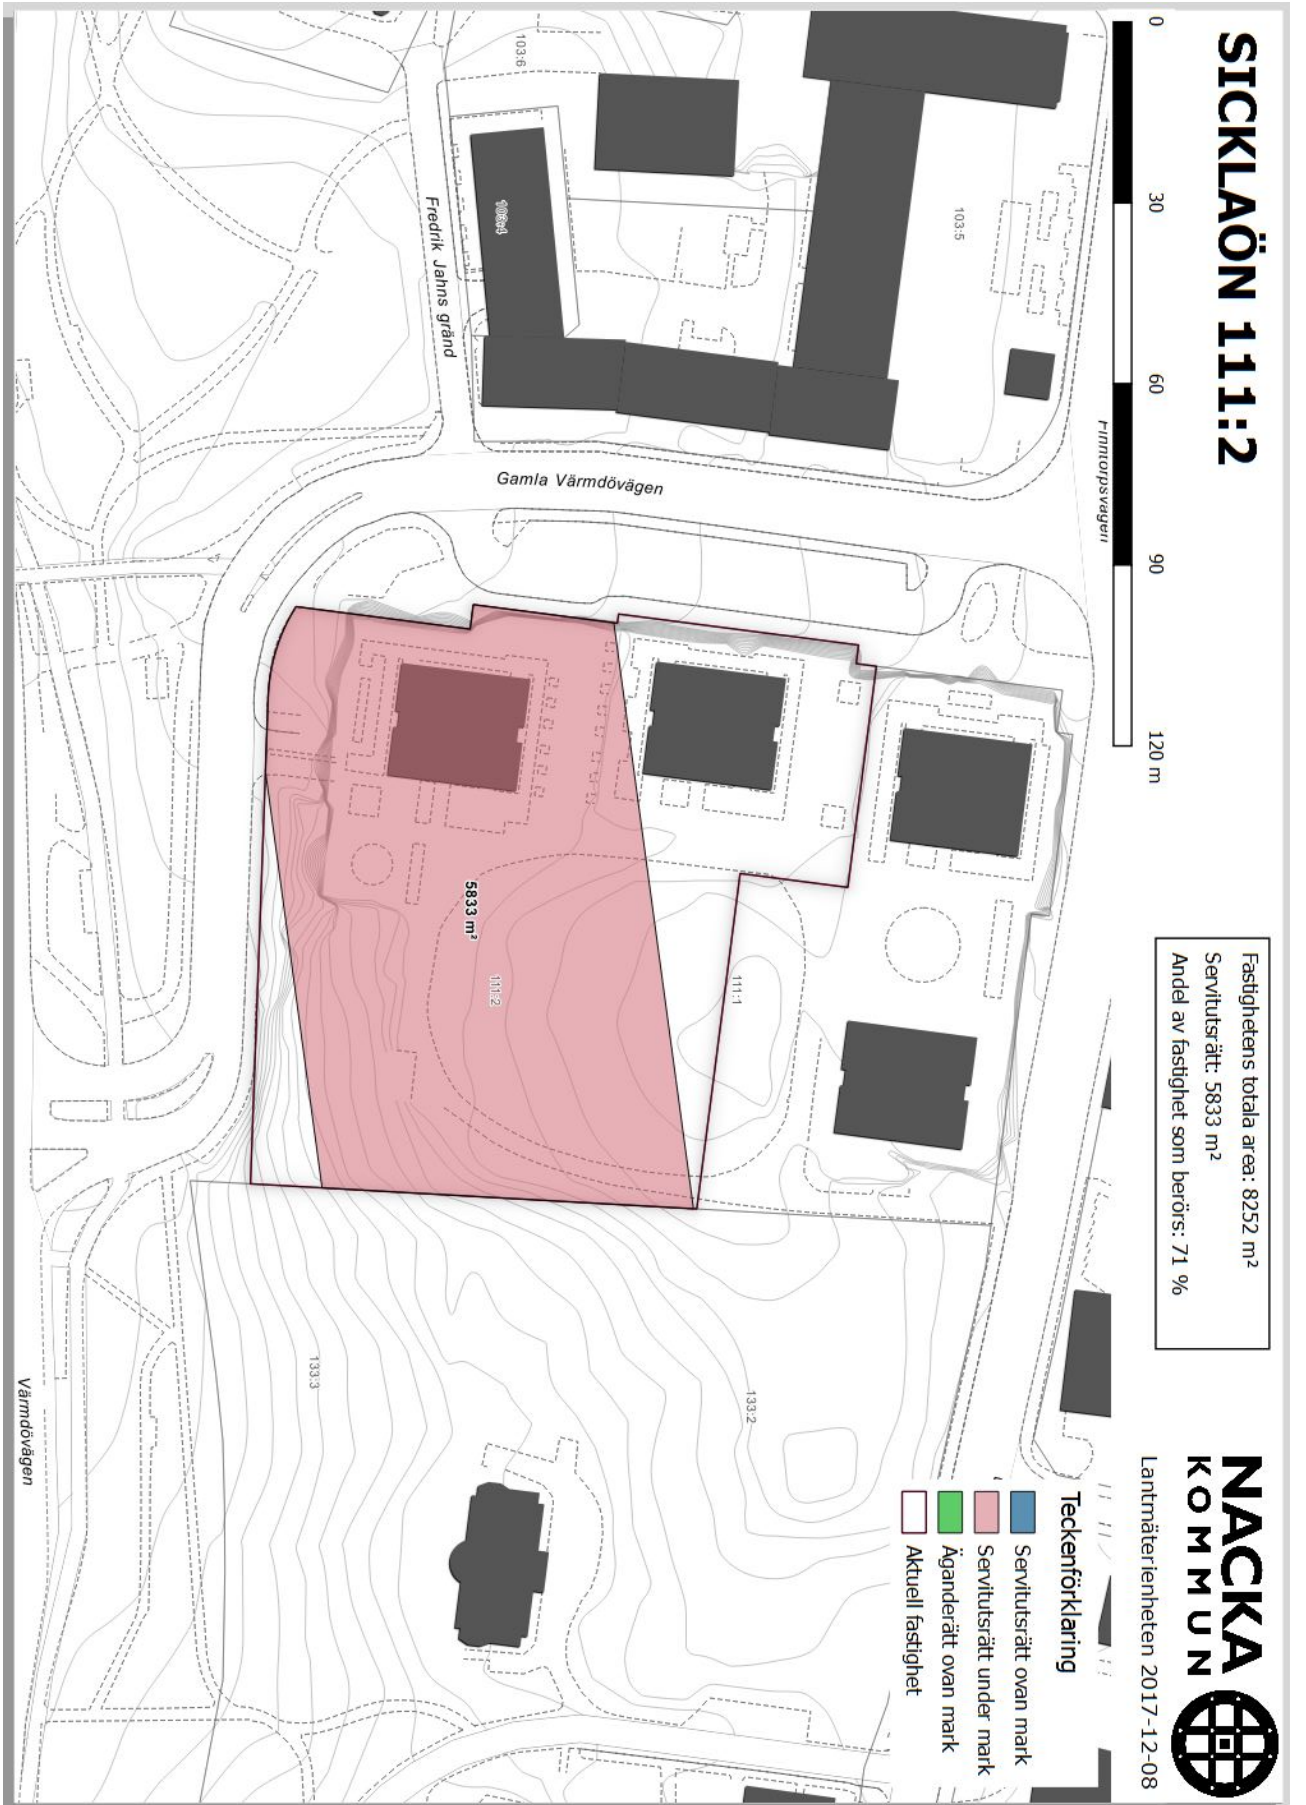 SICKLAÖN 111:2
0 30 60 90 120 m
Fastighetens totala area: 8252 m²
Servitutsrätt: 5833 m²
Andel av fastighet som berörs: 71 %
NACKA
KOMMUN
Lantmäterienheten 2017-12-08
Teckenförklaring
Servitutsrätt ovan mark
Servitutsrätt under mark
Äganderätt ovan mark
Aktuell fastighet
Finntorpsvägen
103:5
103:6
103:4
Fredrik Jahns gränd
Gamla Värmdövägen
111:1
111:2
5833 m²
133:2
133:3
Värmdövägen